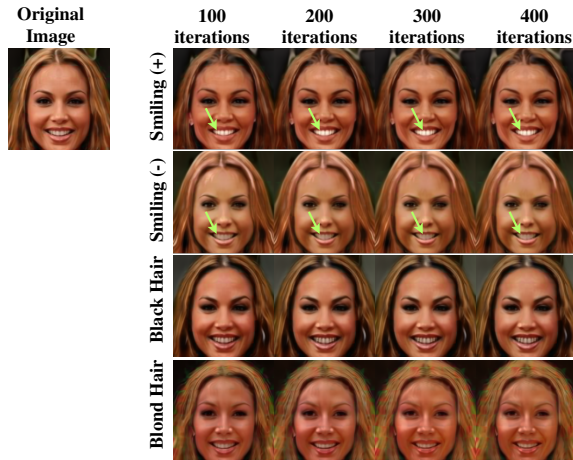 Original
Image
100
iterations
200
iterations
300
iterations
400
iterations
Smiling (+)
Smiling (-)
Black Hair
Blond Hair